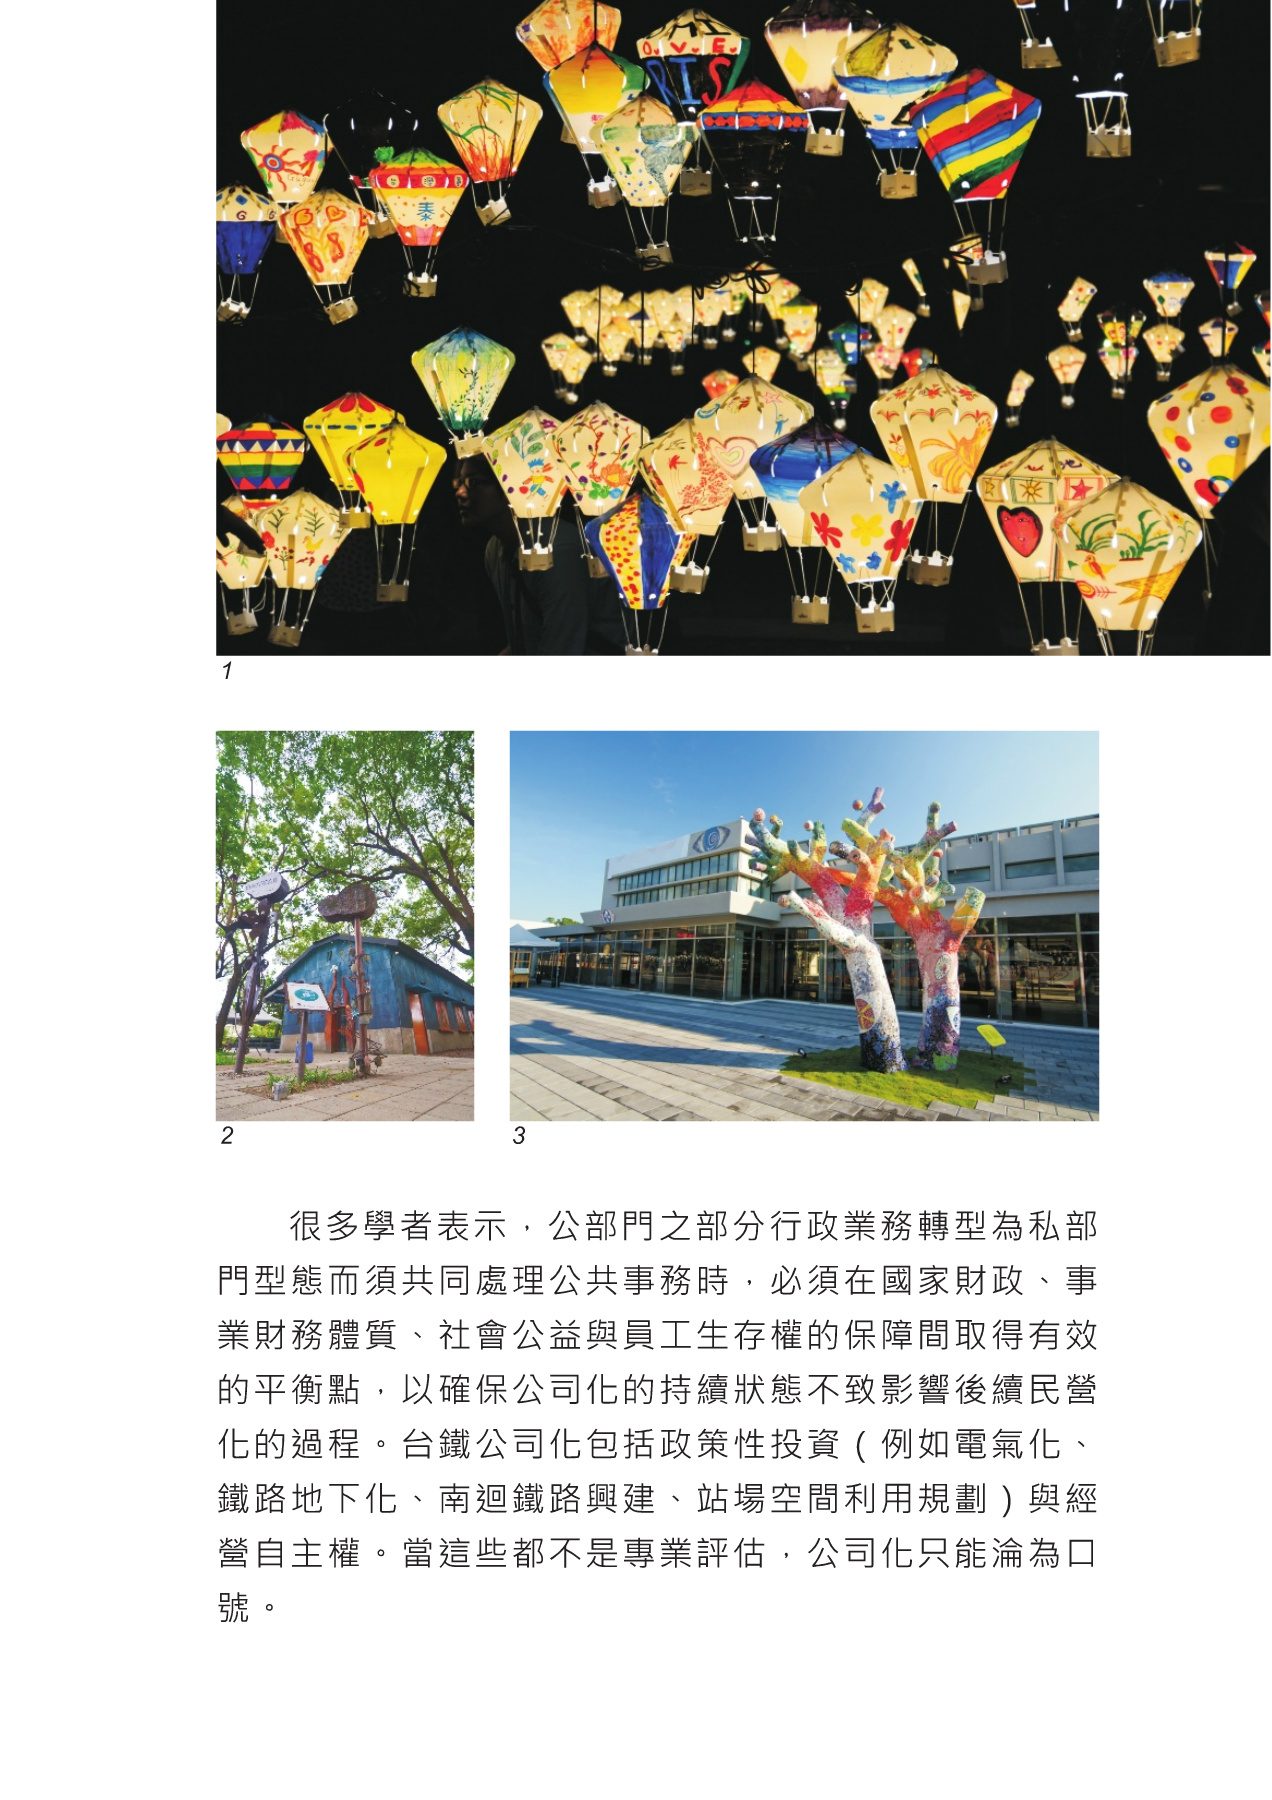 OVE
RIS
1
2
3
很多學者表示，公部門之部分行政業務轉型為私部
門型態而須共同處理公共事務時，必須在國家財政、事
業財務體質、社會公益與員工生存權的保障間取得有效
的平衡點，以確保公司化的持續狀態不致影響後續民營
化的過程。台鐵公司化包括政策性投資（例如電氣化、
鐵路地下化、南迴鐵路興建、站場空間利用規劃）與經
營自主權。當這些都不是專業評估，公司化只能淪為口
號。